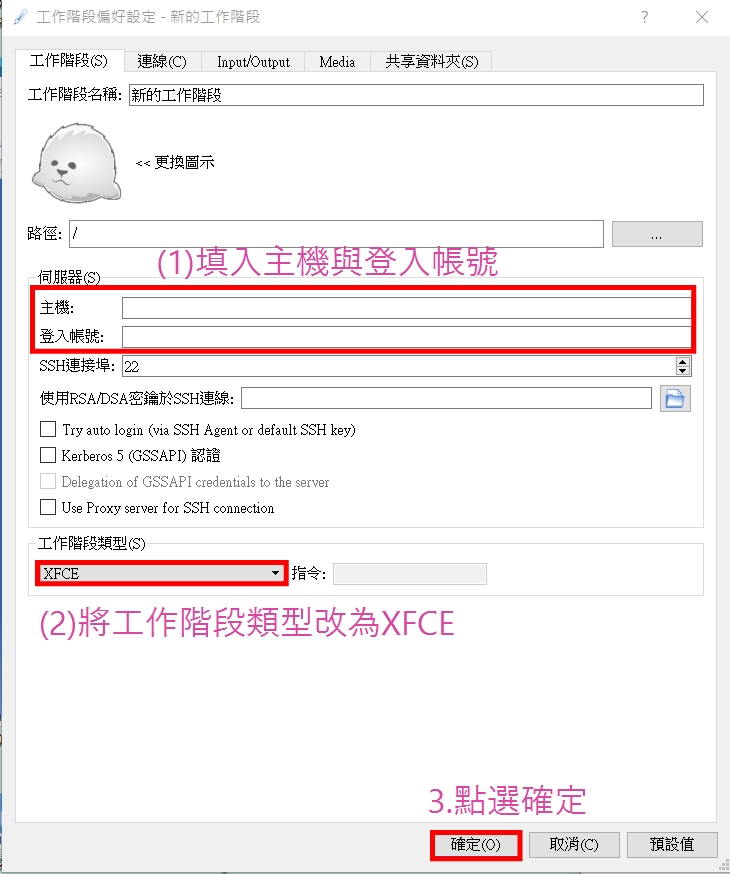 工作階段偏好設定 - 新的工作階段
?
工作階段(S) 連線(C) Input/Output Media 共享資料夾(S)
工作階段名稱: 新的工作階段
<< 更換圖示
路徑: / ...
(1)填入主機與登入帳號
伺服器(S)
主機:
登入帳號:
SSH連接埠: 22
使用RSA/DSA密鑰於SSH連線:
Try auto login (via SSH Agent or default SSH key)
Kerberos 5 (GSSAPI) 認證
Delegation of GSSAPI credentials to the server
Use Proxy server for SSH connection
工作階段類型(S)
XFCE 指令:
(2)將工作階段類型改為XFCE
3.點選確定
確定(O) 取消(C) 預設值